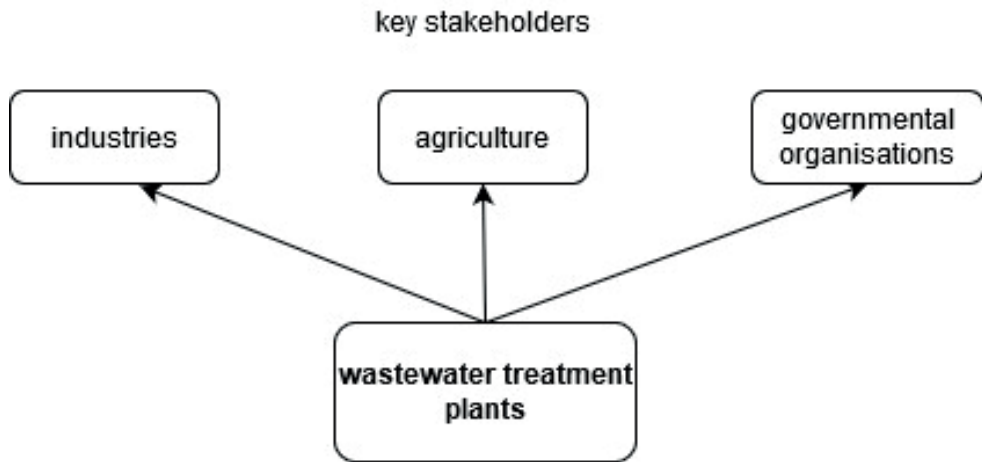 key stakeholders
industries
agriculture
governmental
organisations
wastewater treatment
plants